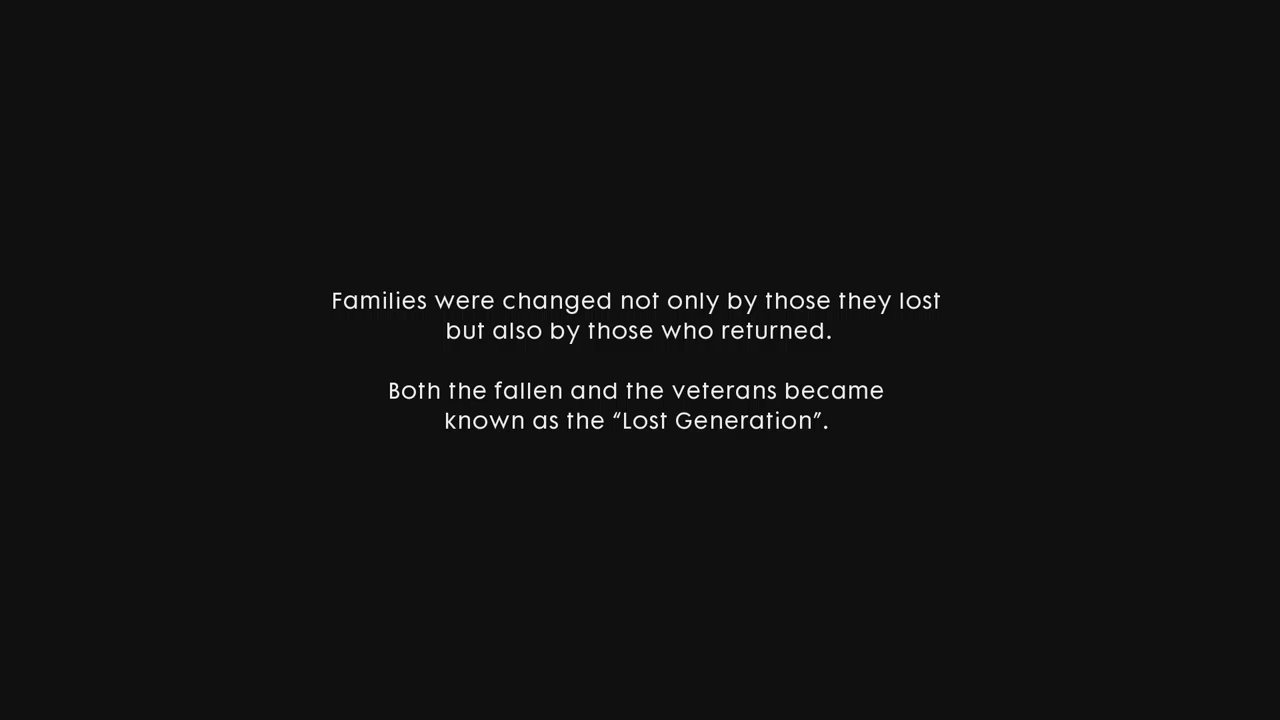 Families were changed not only by those they lost
but also by those who returned.
Both the fallen and the veterans became
known as the “Lost Generation”.